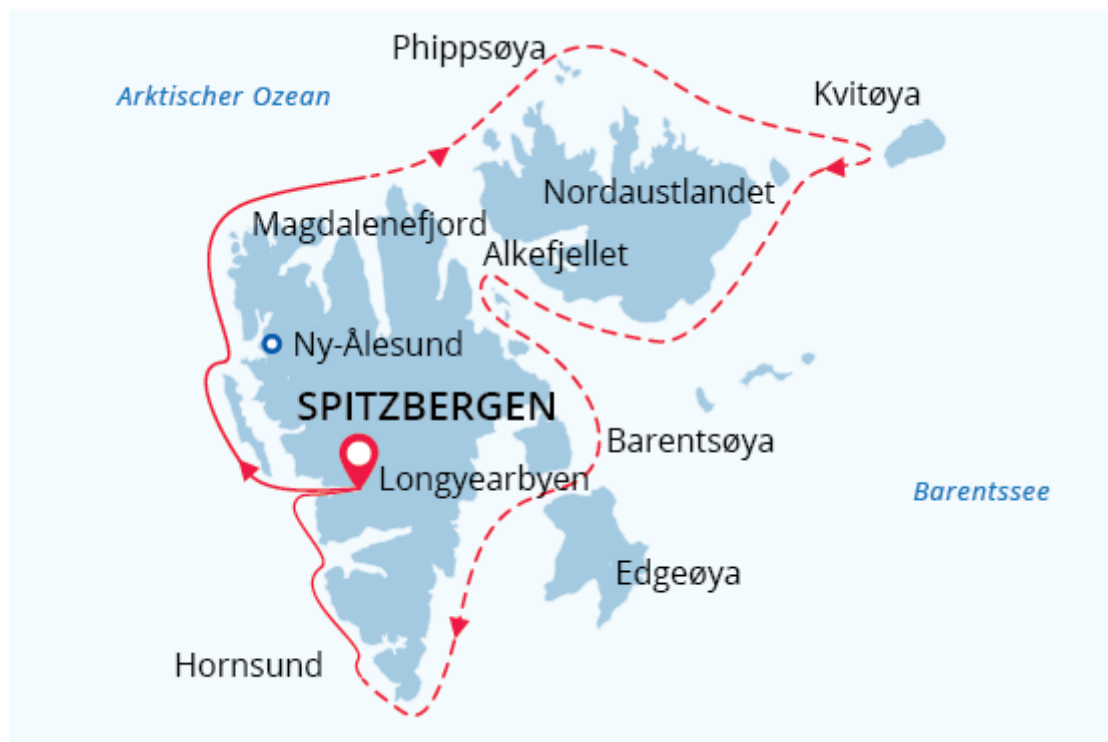 Phippsøya
Arktischer Ozean
Kvitøya
Nordaustlandet
Magdalenefjord
Alkefjellet
Ny-Ålesund
SPITZBERGEN
Barentsøya
Longyearbyen
Barentssee
Edgeøya
Hornsund